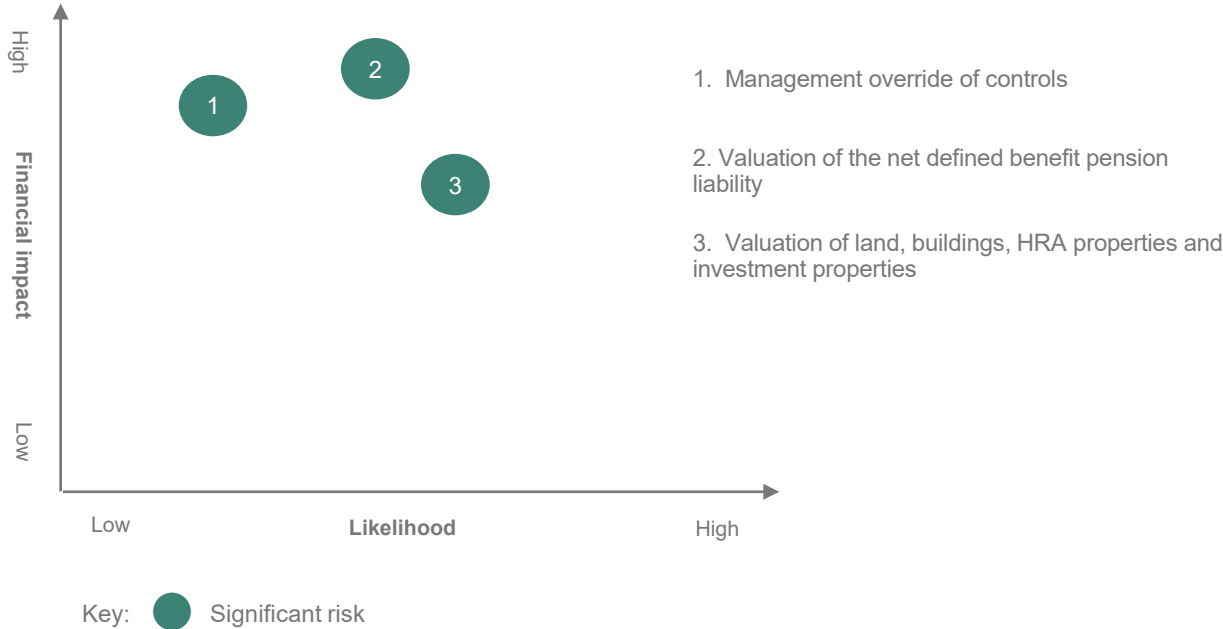 High
Financial impact
Low
1
2
3
Low
Likelihood
High
1. Management override of controls
2. Valuation of the net defined benefit pension
liability
3. Valuation of land, buildings, HRA properties and
investment properties
Key:
Significant risk